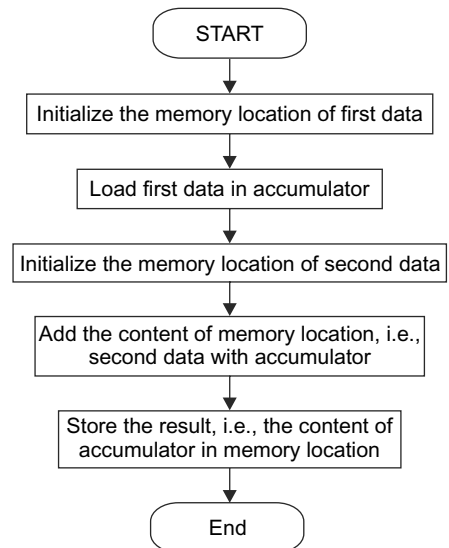 START
Initialize the memory location of first data
Load first data in accumulator
Initialize the memory location of second data
Add the content of memory location, i.e.,
second data with accumulator
Store the result, i.e., the content of
accumulator in memory location
End